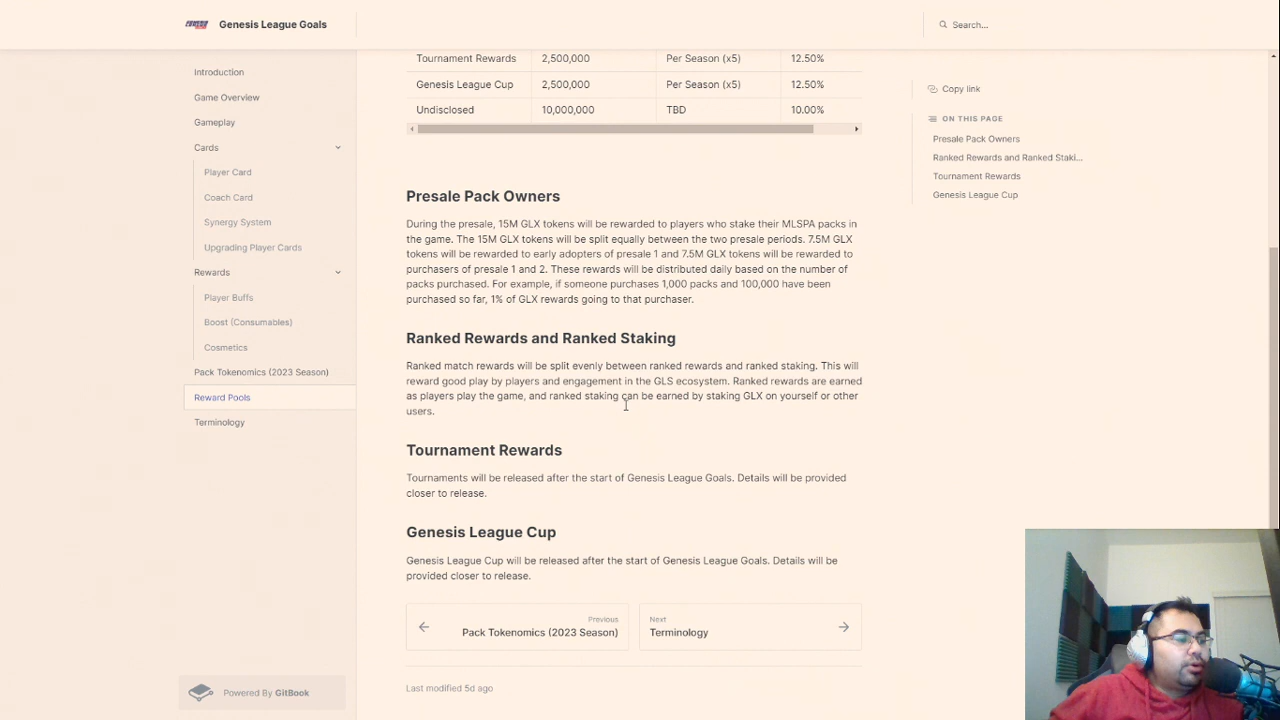 Genesis League Goals
Search...
Introduction
Game Overview
Gameplay
Cards
Player Card
Coach Card
Synergy System
Upgrading Player Cards
Rewards
Player Buffs
Boost (Consumables)
Cosmetics
Pack Tokenomics (2023 Season)
Reward Pools
Terminology
Powered By GitBook
Tournament Rewards 2,500,000 Per Season (x5) 12.50%
Genesis League Cup 2,500,000 Per Season (x5) 12.50%
Undisclosed 10,000,000 TBD 10.00%
Presale Pack Owners
During the presale, 15M GLX tokens will be rewarded to players who stake their MLSPA packs in
the game. The 15M GLX tokens will be split equally between the two presale periods. 7.5M GLX
tokens will be rewarded to early adopters of presale 1 and 7.5M GLX tokens will be rewarded to
purchasers of presale 1 and 2. These rewards will be distributed daily based on the number of
packs purchased. For example, if someone purchases 1,000 packs and 100,000 have been
purchased so far, 1% of GLX rewards going to that purchaser.
Ranked Rewards and Ranked Staking
Ranked match rewards will be split evenly between ranked rewards and ranked staking. This will
reward good play by players and engagement in the GLS ecosystem. Ranked rewards are earned
as players play the game, and ranked staking can be earned by staking GLX on yourself or other
users.
Tournament Rewards
Tournaments will be released after the start of Genesis League Goals. Details will be provided
closer to release.
Genesis League Cup
Genesis League Cup will be released after the start of Genesis League Goals. Details will be
provided closer to release.
Previous
Pack Tokenomics (2023 Season)
Next
Terminology
Last modified 5d ago
Copy link
ON THIS PAGE
Presale Pack Owners
Ranked Rewards and Ranked Staki...
Tournament Rewards
Genesis League Cup